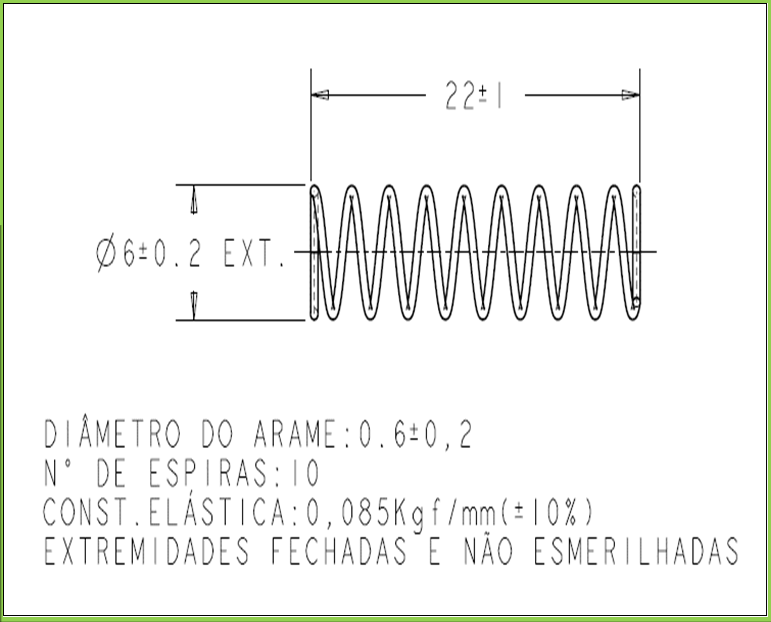 22±1
Ø6±0.2 EXT.
DIÂMETRO DO ARAME:0.6±0,2
N° DE ESPIRAS:10
CONST.ELÁSTICA:0,085Kgf/mm(±10%)
EXTREMIDADES FECHADAS E NÃO ESMERILHADAS